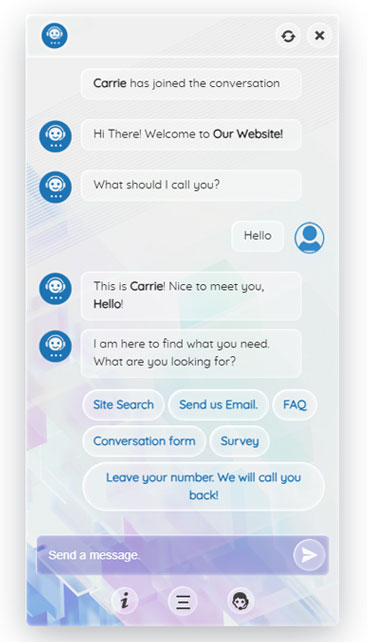 Carrie has joined the conversation
Hi There! Welcome to Our Website!
What should I call you?
Hello
This is Carrie! Nice to meet you,
Hello!
I am here to find what you need.
What are you looking for?
Site Search
Send us Email.
FAQ
Conversation form
Survey
Leave your number. We will call you
back!
Send a message.